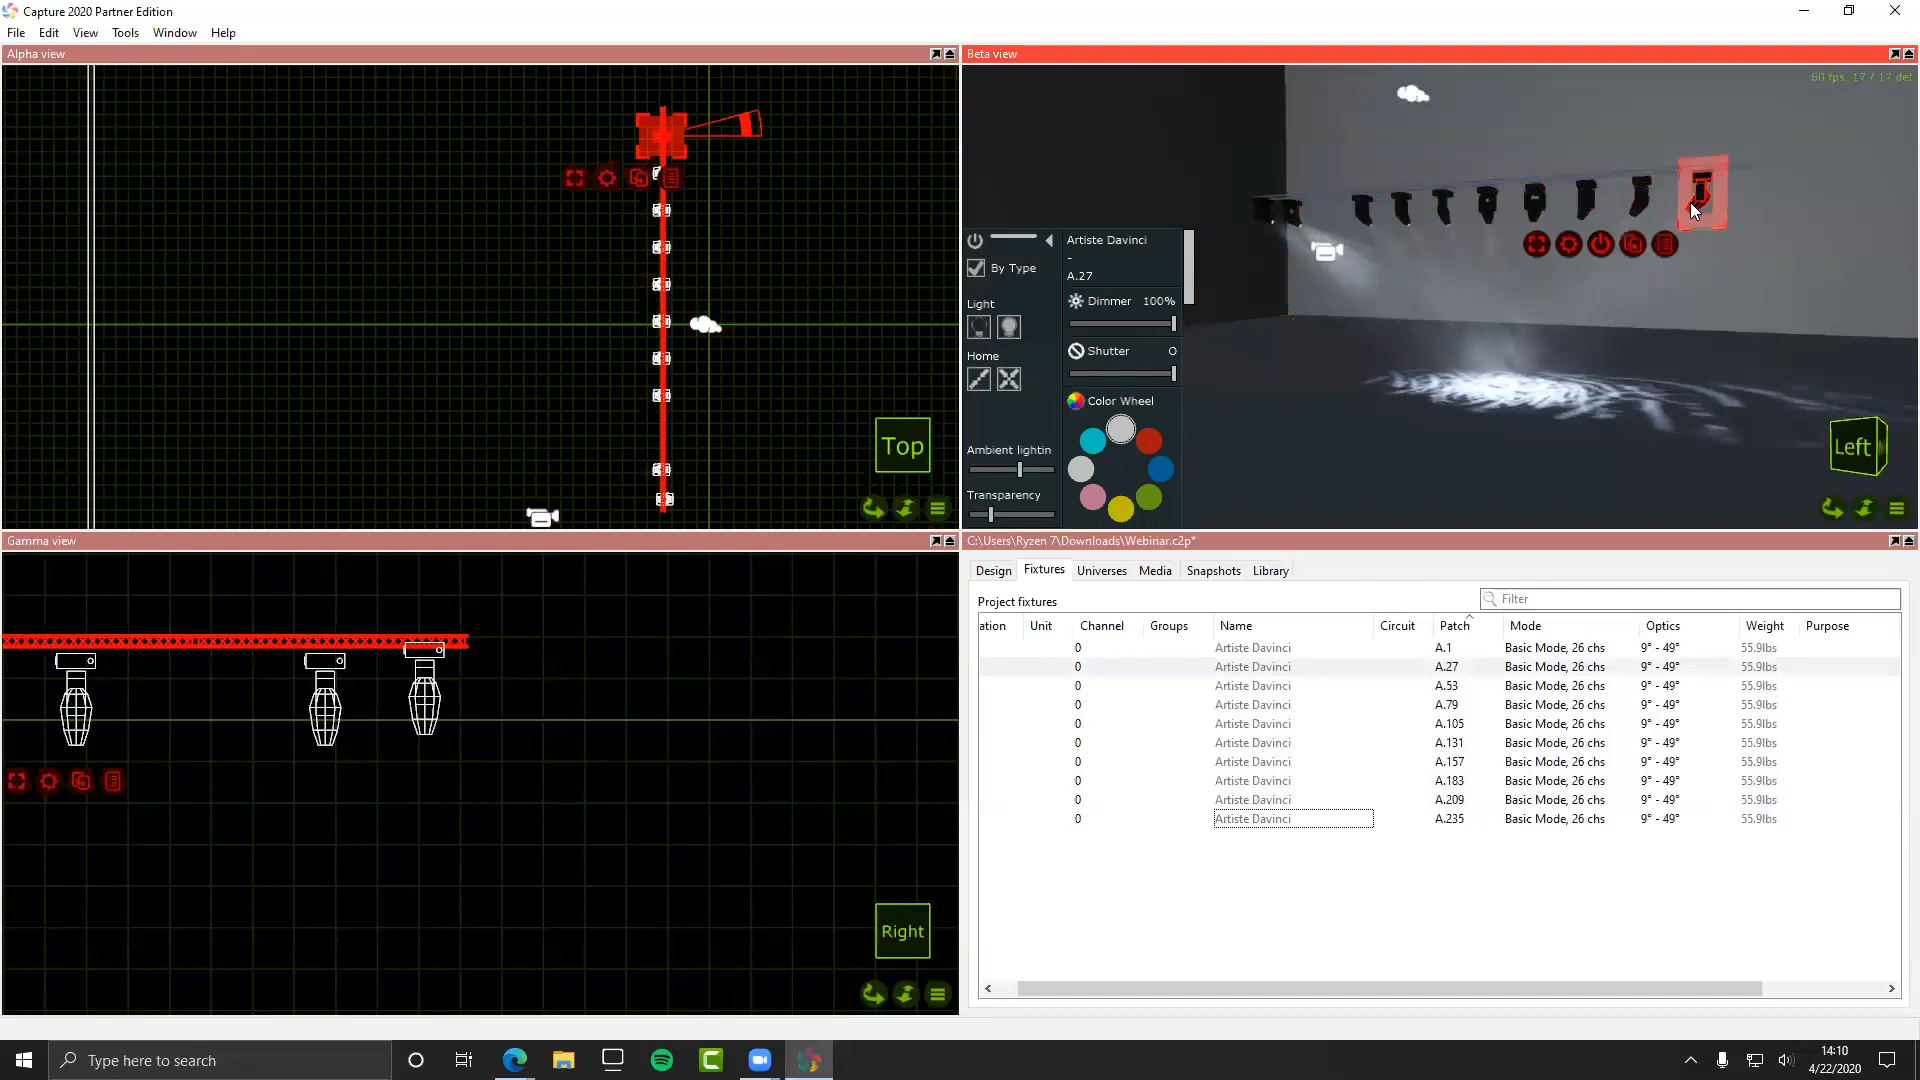 Capture 2020 Partner Edition
File Edit View Tools Window Help
Alpha view
Top
Beta view
60 fps, 17 / 17 det
By Type
Light
Home
Ambient lightin
Transparency
Artiste Davinci
-
A.27
Dimmer 100%
Shutter O
Color Wheel
Left
Gamma view
Right
C:\Users\Ryzen 7\Downloads\Webinar.c2p*
Design Fixtures Universes Media Snapshots Library
Project fixtures
Filter
ation Unit Channel Groups Name Circuit Patch Mode Optics Weight Purpose
0 Artiste Davinci A.1 Basic Mode, 26 chs 9° - 49° 55.9lbs
0 Artiste Davinci A.27 Basic Mode, 26 chs 9° - 49° 55.9lbs
0 Artiste Davinci A.53 Basic Mode, 26 chs 9° - 49° 55.9lbs
0 Artiste Davinci A.79 Basic Mode, 26 chs 9° - 49° 55.9lbs
0 Artiste Davinci A.105 Basic Mode, 26 chs 9° - 49° 55.9lbs
0 Artiste Davinci A.131 Basic Mode, 26 chs 9° - 49° 55.9lbs
0 Artiste Davinci A.157 Basic Mode, 26 chs 9° - 49° 55.9lbs
0 Artiste Davinci A.183 Basic Mode, 26 chs 9° - 49° 55.9lbs
0 Artiste Davinci A.209 Basic Mode, 26 chs 9° - 49° 55.9lbs
0 Artiste Davinci A.235 Basic Mode, 26 chs 9° - 49° 55.9lbs
Type here to search
14:10
4/22/2020